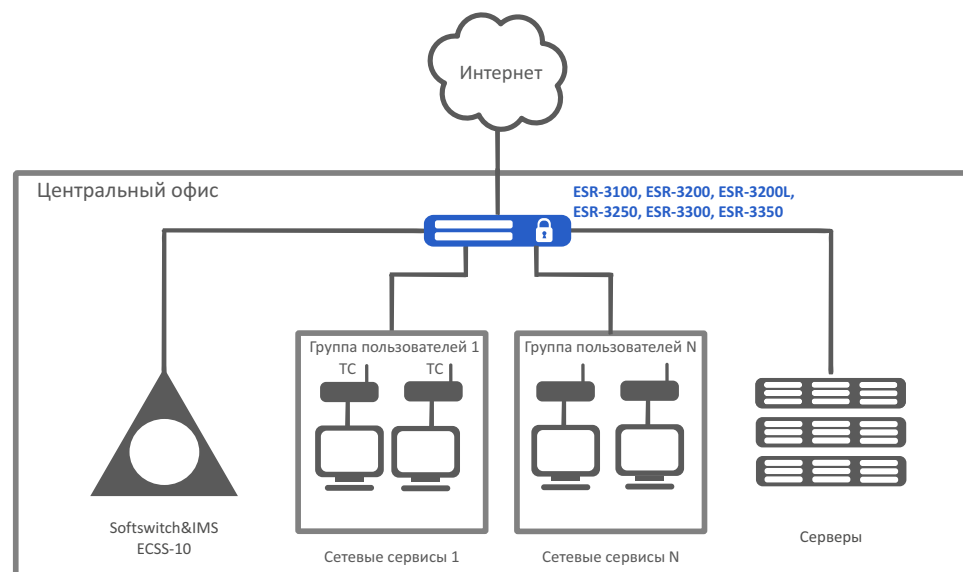 Интернет
Центральный офис
ESR-3100, ESR-3200, ESR-3200L,
ESR-3250, ESR-3300, ESR-3350
Группа пользователей 1
ТС
ТС
Группа пользователей N
Softswitch&IMS
ECSS-10
Сетевые сервисы 1
Сетевые сервисы N
Серверы